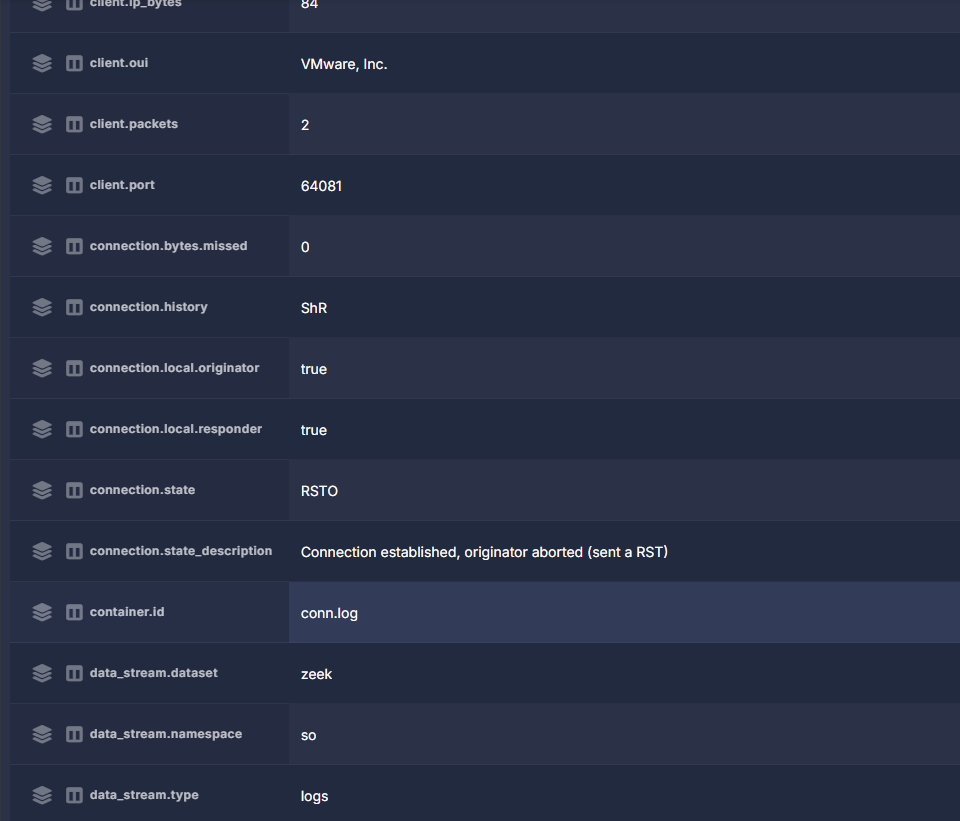 client.ip_bytes 84
client.oui VMware, Inc.
client.packets 2
client.port 64081
connection.bytes.missed 0
connection.history ShR
connection.local.originator true
connection.local.responder true
connection.state RSTO
connection.state_description Connection established, originator aborted (sent a RST)
container.id conn.log
data_stream.dataset zeek
data_stream.namespace so
data_stream.type logs